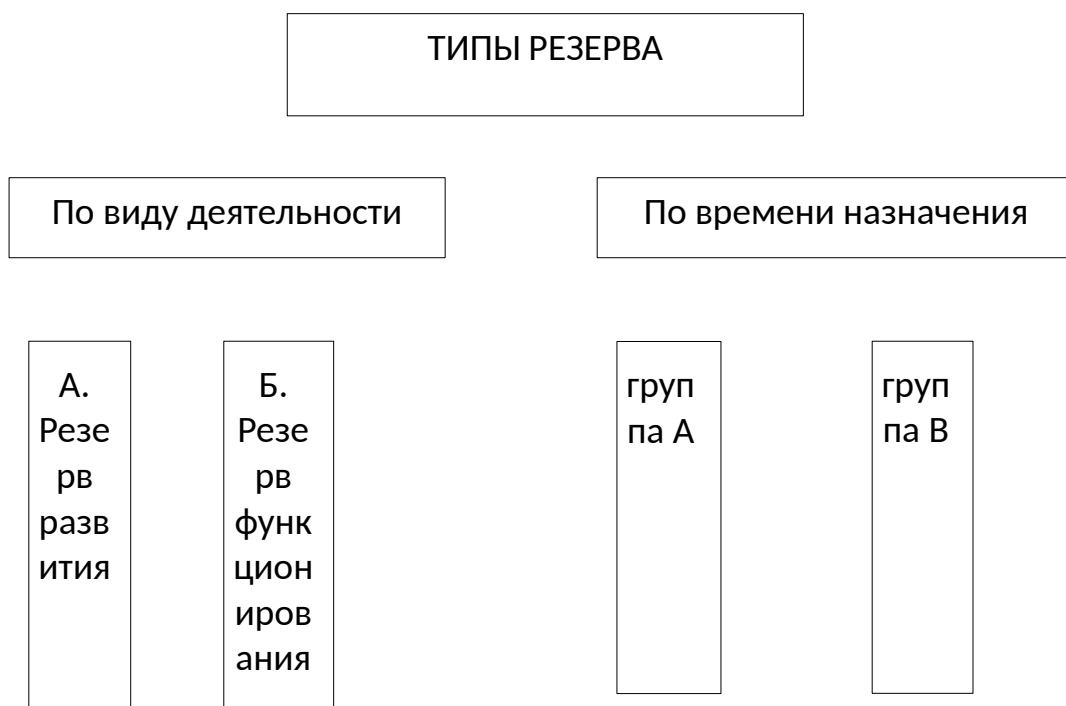 ТИПЫ РЕЗЕРВА
По виду деятельности
По времени назначения
А.
Резе
рв
разв
ития
Б.
Резе
рв
функ
цион
иров
ания
груп
па А
груп
па В